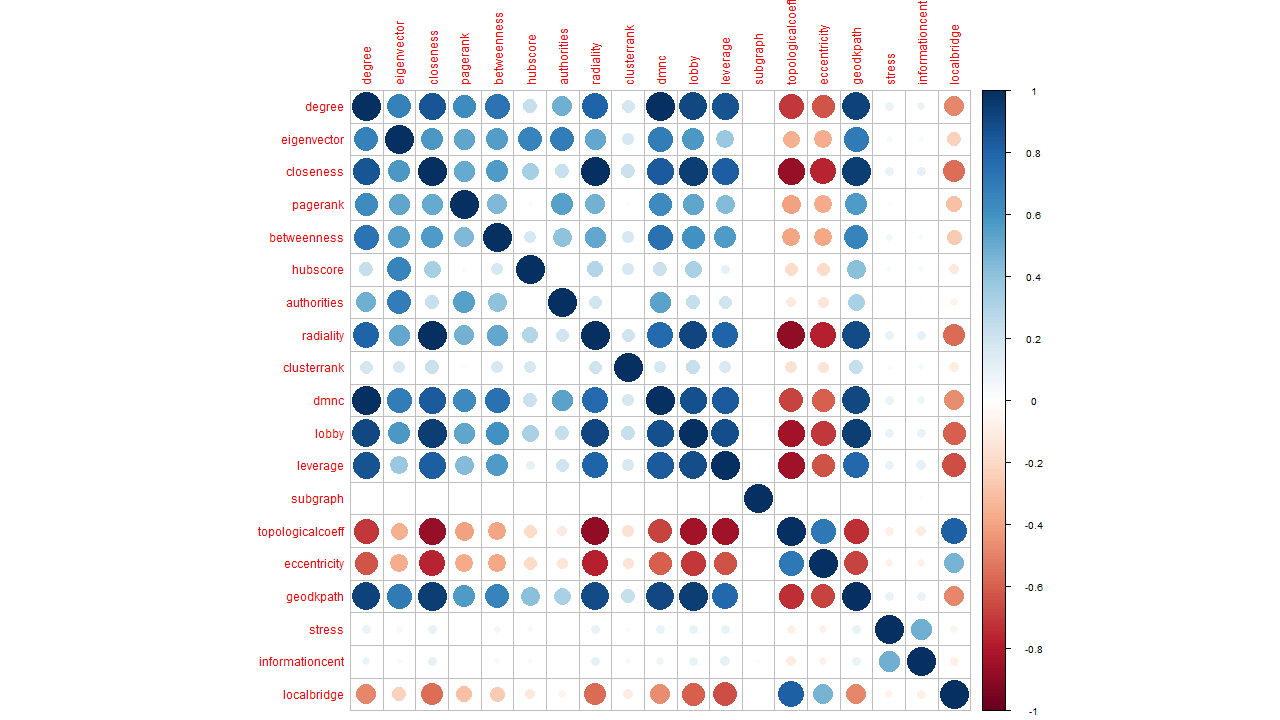 degree
eigenvector
closeness
pagerank
betweenness
hubscore
authorities
radiality
clusterrank
dmnc
lobby
leverage
subgraph
topologicalcoeff
eccentricity
geodkpath
stress
informationcent
localbridge
degree
eigenvector
closeness
pagerank
betweenness
hubscore
authorities
radiality
clusterrank
dmnc
lobby
leverage
subgraph
topologicalcoeff
eccentricity
geodkpath
stress
informationcent
localbridge
1
0.8
0.6
0.4
0.2
0
-0.2
-0.4
-0.6
-0.8
-1